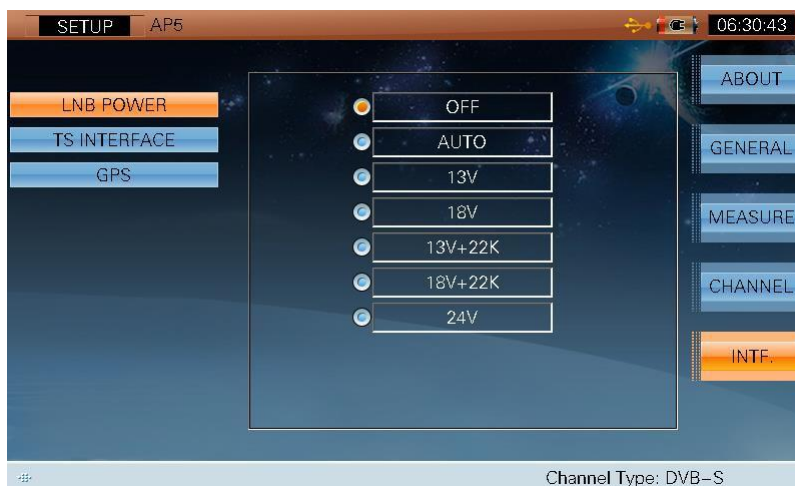 SETUP AP5 06:30:43
LNB POWER
TS INTERFACE
GPS
OFF
AUTO
13V
18V
13V+22K
18V+22K
24V
ABOUT
GENERAL
MEASURE
CHANNEL
INTF.
Channel Type: DVB-S